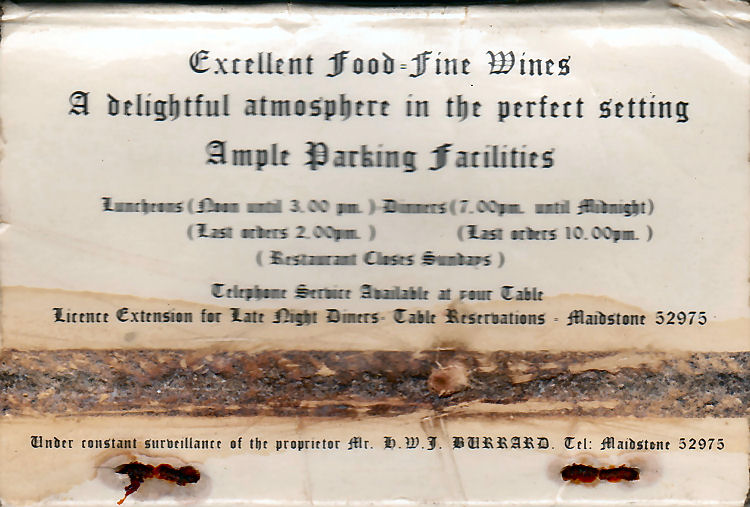 Excellent Food-Fine Wines
A delightful atmosphere in the perfect setting
Ample Parking Facilities
Luncheons (Noon until 3.00 pm.)-Dinners (7.00pm. until Midnight)
(Last orders 2.00pm.) (Last orders 10.00pm.)
(Restaurant Closes Sundays)
Telephone Service Available at your Table
Licence Extension for Late Night Diners- Table Reservations - Maidstone 52975
Under constant surveillance of the proprietor Mr. H.W.J. BURRARD. Tel: Maidstone 52975